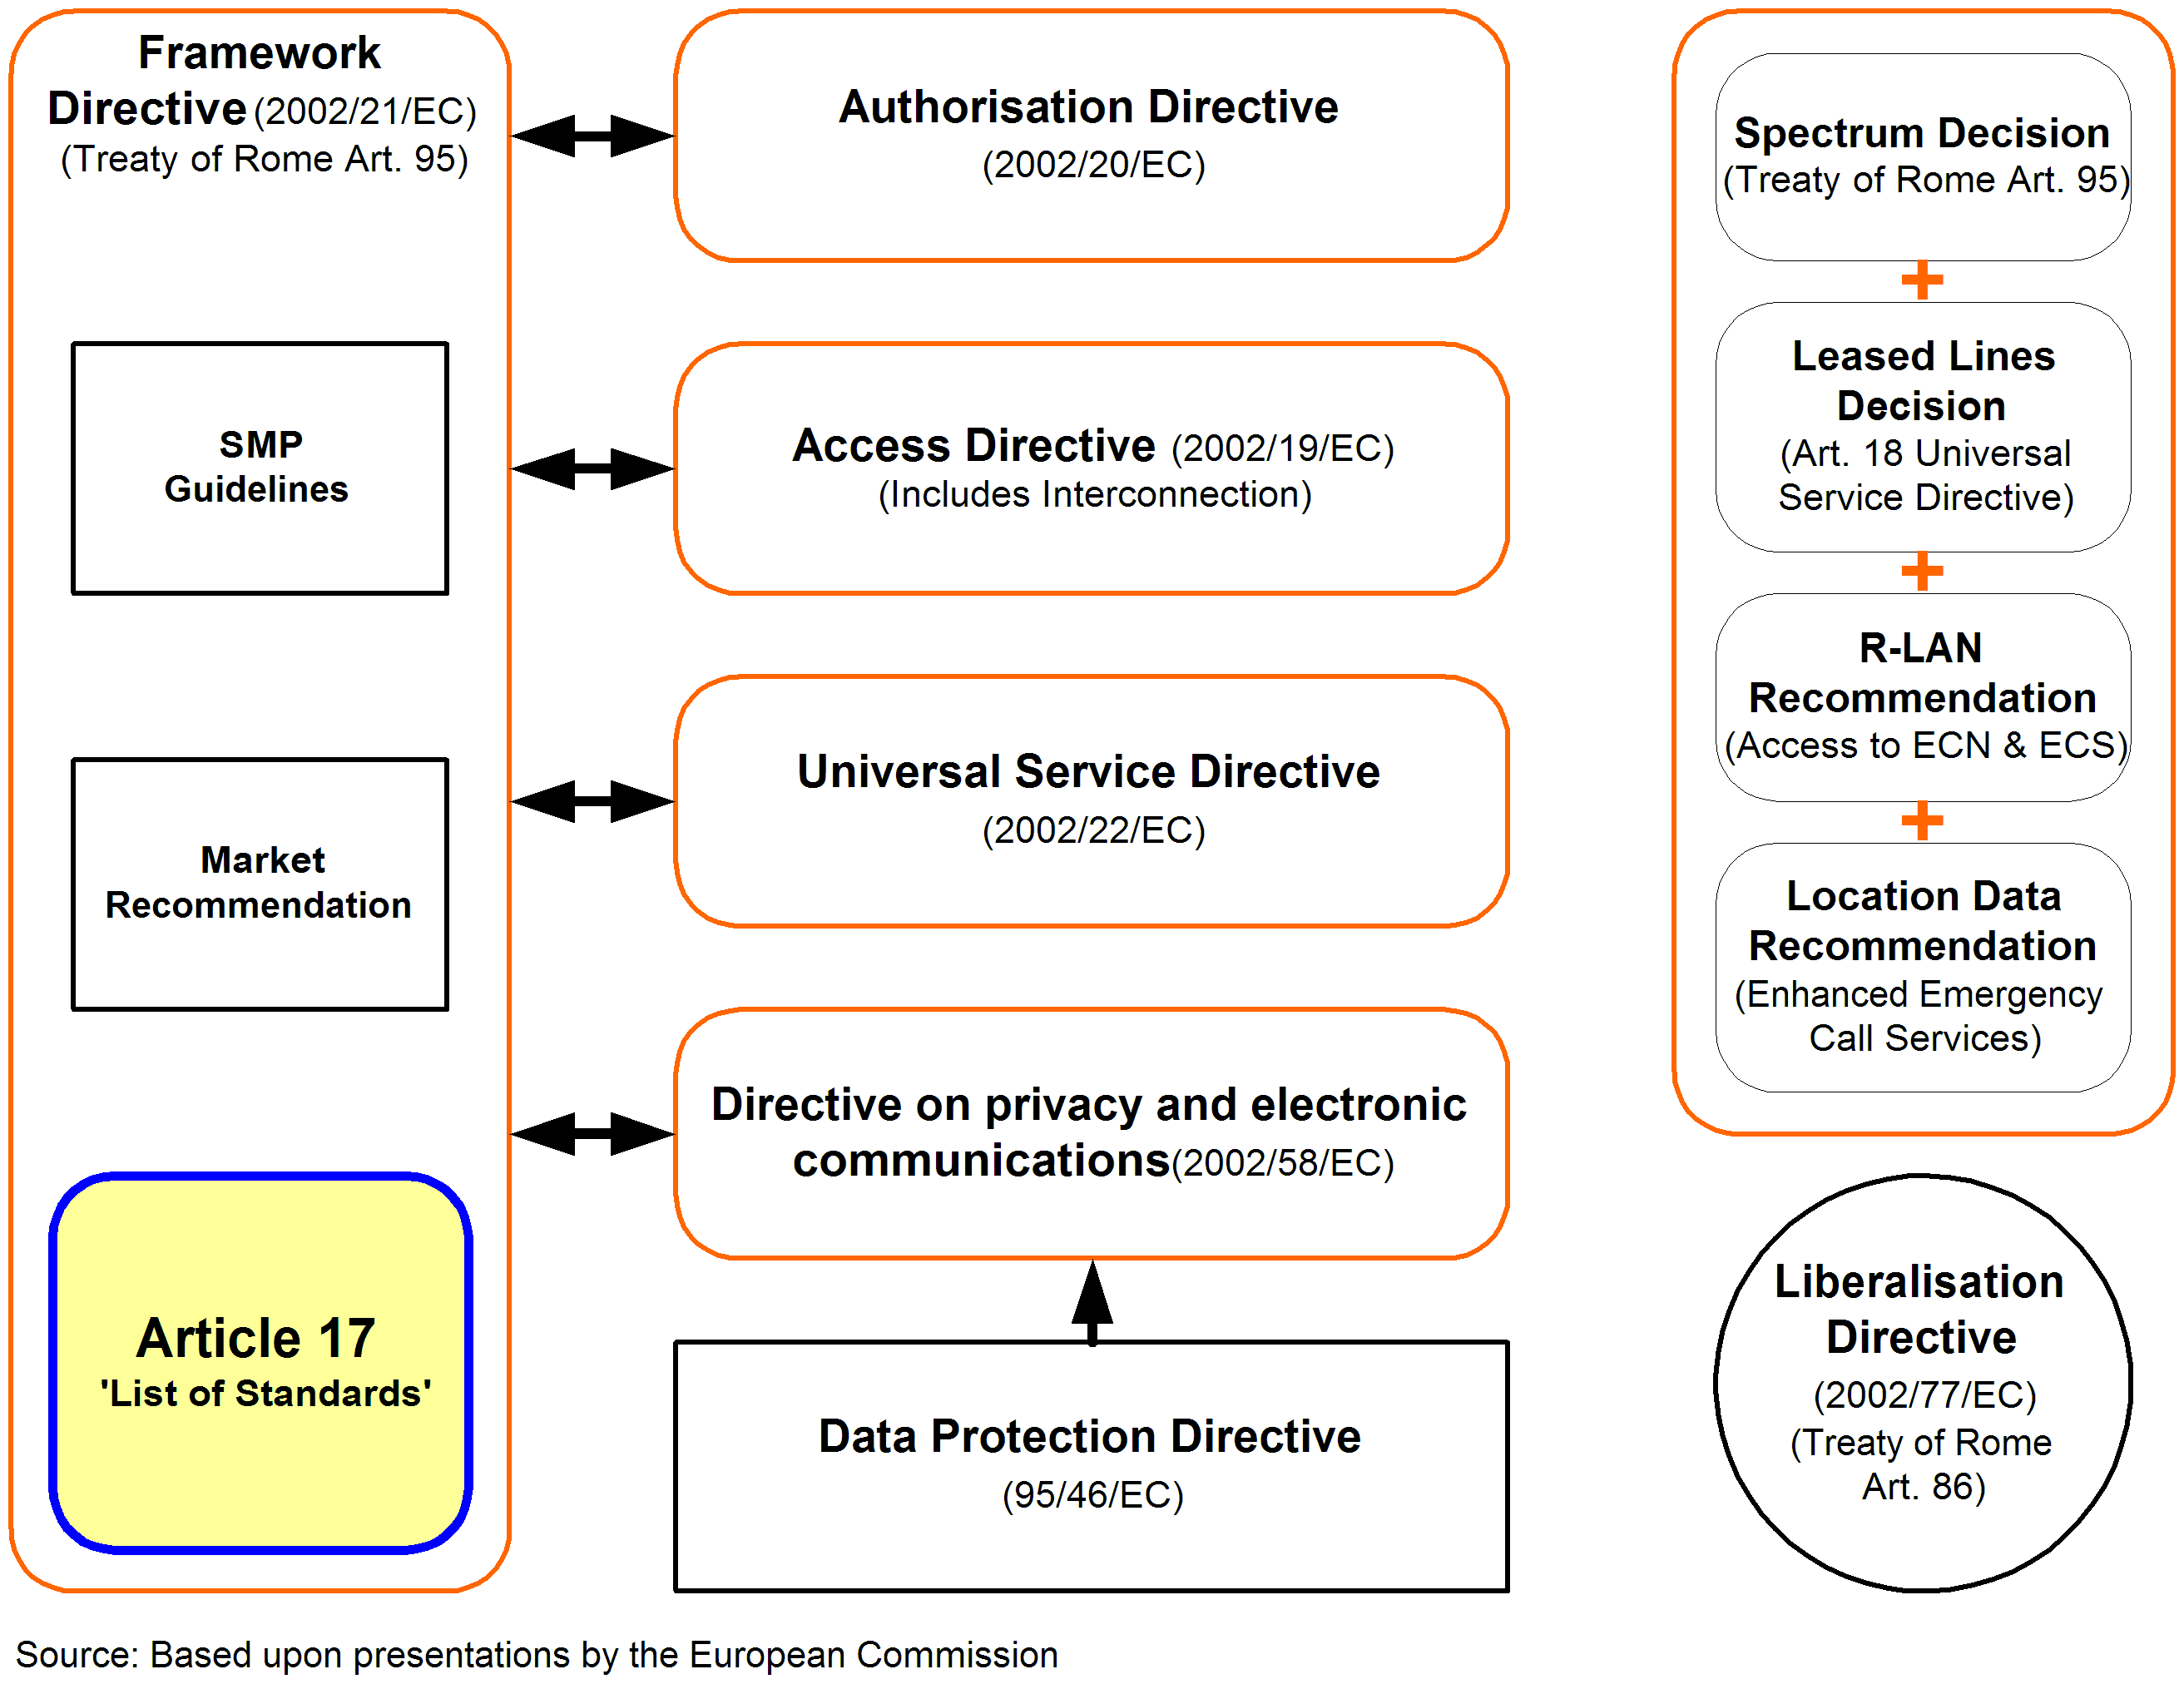 Framework
Directive (2002/21/EC)
(Treaty of Rome Art. 95)
SMP
Guidelines
Market
Recommendation
Article 17
'List of Standards'
Authorisation Directive
(2002/20/EC)
Access Directive (2002/19/EC)
(Includes Interconnection)
Universal Service Directive
(2002/22/EC)
Directive on privacy and electronic
communications(2002/58/EC)
Data Protection Directive
(95/46/EC)
Spectrum Decision
(Treaty of Rome Art. 95)
+
Leased Lines
Decision
(Art. 18 Universal
Service Directive)
+
R-LAN
Recommendation
(Access to ECN & ECS)
+
Location Data
Recommendation
(Enhanced Emergency
Call Services)
Liberalisation
Directive
(2002/77/EC)
(Treaty of Rome
Art. 86)
Source: Based upon presentations by the European Commission